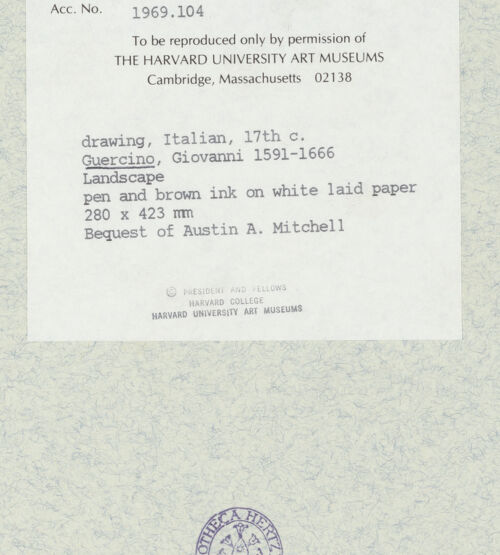 Acc. No. 1969.104
To be reproduced only by permission of
THE HARVARD UNIVERSITY ART MUSEUMS
Cambridge, Massachusetts 02138
drawing, Italian, 17th c.
Guercino, Giovanni 1591-1666
Landscape
pen and brown ink on white laid paper
280 x 423 mm
Bequest of Austin A. Mitchell
© PRESIDENT AND FELLOWS
HARVARD COLLEGE
HARVARD UNIVERSITY ART MUSEUMS
OTHECA HERTZ